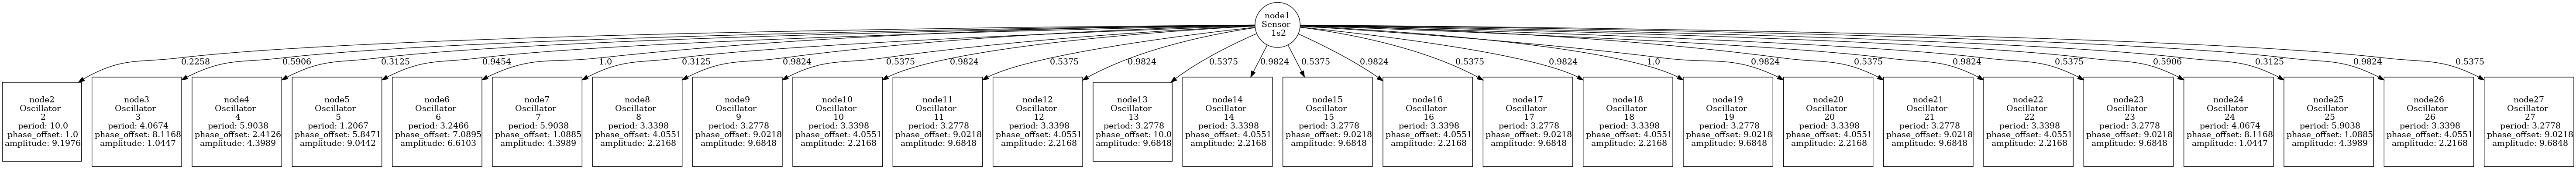 node1
Sensor
1s2
-0.2258
0.5906
-0.3125
-0.9454
1.0
-0.3125
0.9824
-0.5375
0.9824
-0.5375
0.9824
-0.5375
0.9824
-0.5375
0.9824
-0.5375
0.9824
1.0
0.9824
-0.5375
0.9824
-0.5375
0.5906
-0.3125
0.9824
-0.5375
node2
Oscillator
2
period: 10.0
phase_offset: 1.0
amplitude: 9.1976
node3
Oscillator
3
period: 4.0674
phase_offset: 8.1168
amplitude: 1.0447
node4
Oscillator
4
period: 5.9038
phase_offset: 2.4126
amplitude: 4.3989
node5
Oscillator
5
period: 1.2067
phase_offset: 5.8471
amplitude: 9.0442
node6
Oscillator
6
period: 3.2466
phase_offset: 7.0895
amplitude: 6.6103
node7
Oscillator
7
period: 5.9038
phase_offset: 1.0885
amplitude: 4.3989
node8
Oscillator
8
period: 3.3398
phase_offset: 4.0551
amplitude: 2.2168
node9
Oscillator
9
period: 3.2778
phase_offset: 9.0218
amplitude: 9.6848
node10
Oscillator
10
period: 3.3398
phase_offset: 4.0551
amplitude: 2.2168
node11
Oscillator
11
period: 3.2778
phase_offset: 9.0218
amplitude: 9.6848
node12
Oscillator
12
period: 3.3398
phase_offset: 4.0551
amplitude: 2.2168
node13
Oscillator
13
period: 3.2778
phase_offset: 10.0
amplitude: 9.6848
node14
Oscillator
14
period: 3.3398
phase_offset: 4.0551
amplitude: 2.2168
node15
Oscillator
15
period: 3.2778
phase_offset: 9.0218
amplitude: 9.6848
node16
Oscillator
16
period: 3.3398
phase_offset: 4.0551
amplitude: 2.2168
node17
Oscillator
17
period: 3.2778
phase_offset: 9.0218
amplitude: 9.6848
node18
Oscillator
18
period: 3.3398
phase_offset: 4.0551
amplitude: 2.2168
node19
Oscillator
19
period: 3.2778
phase_offset: 9.0218
amplitude: 9.6848
node20
Oscillator
20
period: 3.3398
phase_offset: 4.0551
amplitude: 2.2168
node21
Oscillator
21
period: 3.2778
phase_offset: 9.0218
amplitude: 9.6848
node22
Oscillator
22
period: 3.3398
phase_offset: 4.0551
amplitude: 2.2168
node23
Oscillator
23
period: 3.2778
phase_offset: 9.0218
amplitude: 9.6848
node24
Oscillator
24
period: 4.0674
phase_offset: 8.1168
amplitude: 1.0447
node25
Oscillator
25
period: 5.9038
phase_offset: 1.0885
amplitude: 4.3989
node26
Oscillator
26
period: 3.3398
phase_offset: 4.0551
amplitude: 2.2168
node27
Oscillator
27
period: 3.2778
phase_offset: 9.0218
amplitude: 9.6848